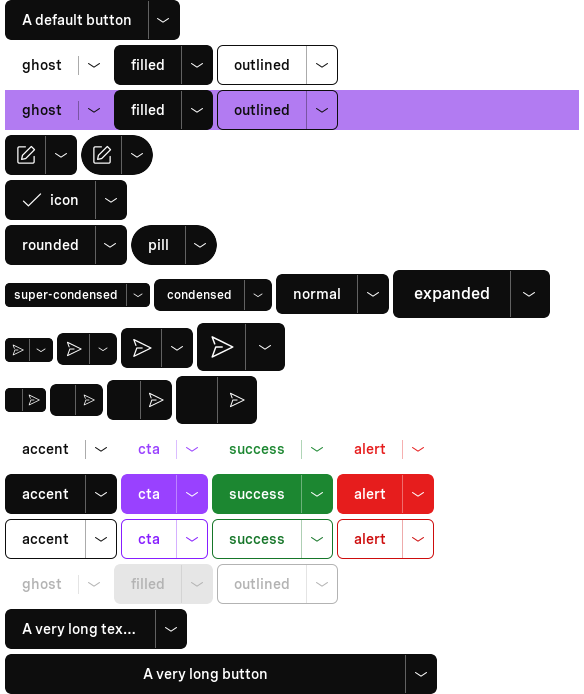 A default button
ghost filled outlined
ghost filled outlined
icon
rounded pill
super-condensed condensed normal expanded
accent cta success alert
accent cta success alert
accent cta success alert
ghost filled outlined
A very long tex...
A very long button